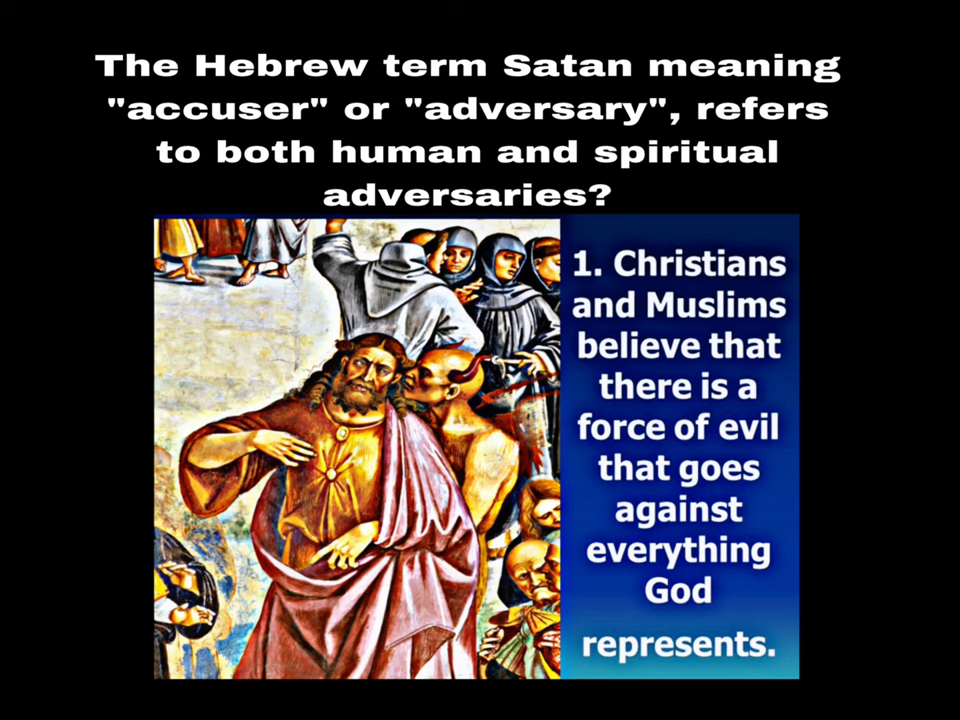 The Hebrew term Satan meaning
"accuser" or "adversary", refers
to both human and spiritual
adversaries?
1. Christians
and Muslims
believe that
there is a
force of evil
that goes
against
everything
God
represents.